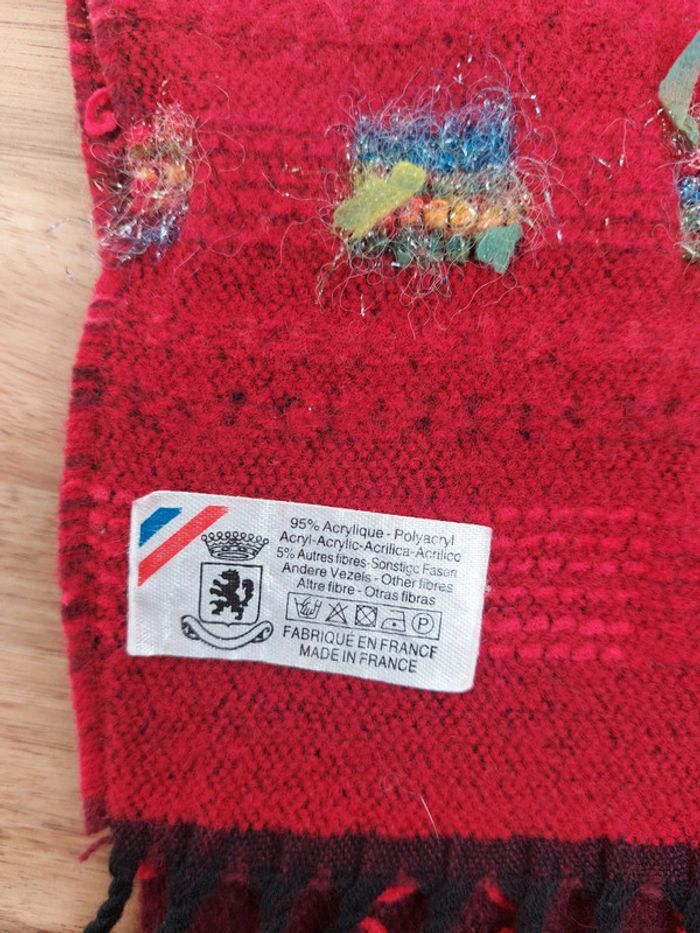 95% Acrylique - Polyacryl
Acryl-Acrylic-Acrilica-Acrilico
5% Autres fibres-Sonstige Fasern
Andere Vezels - Other fibres
Altre fibre - Otras fibras
P
FABRIQUÉ EN FRANCE
MADE IN FRANCE